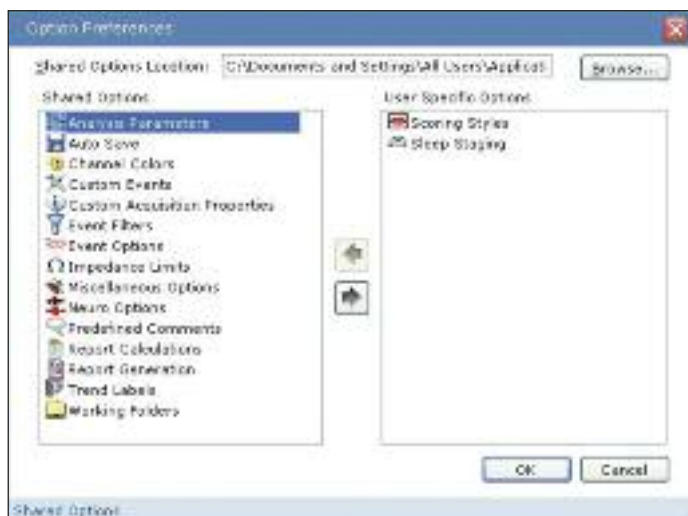 Option Preferences
Shared Options Location: C:\Documents and Settings\All Users\Applicati
Browse...
Shared Options
Analysis Parameters
Auto Save
Channel Colors
Custom Events
Custom Acquisition Properties
Event Filters
Event Options
Impedance Limits
Miscellaneous Options
Neuro Options
Predefined Comments
Report Calculations
Report Generation
Trend Labels
Working Folders
User Specific Options
Scoring Styles
Sleep Staging
OK
Cancel
Shared Options